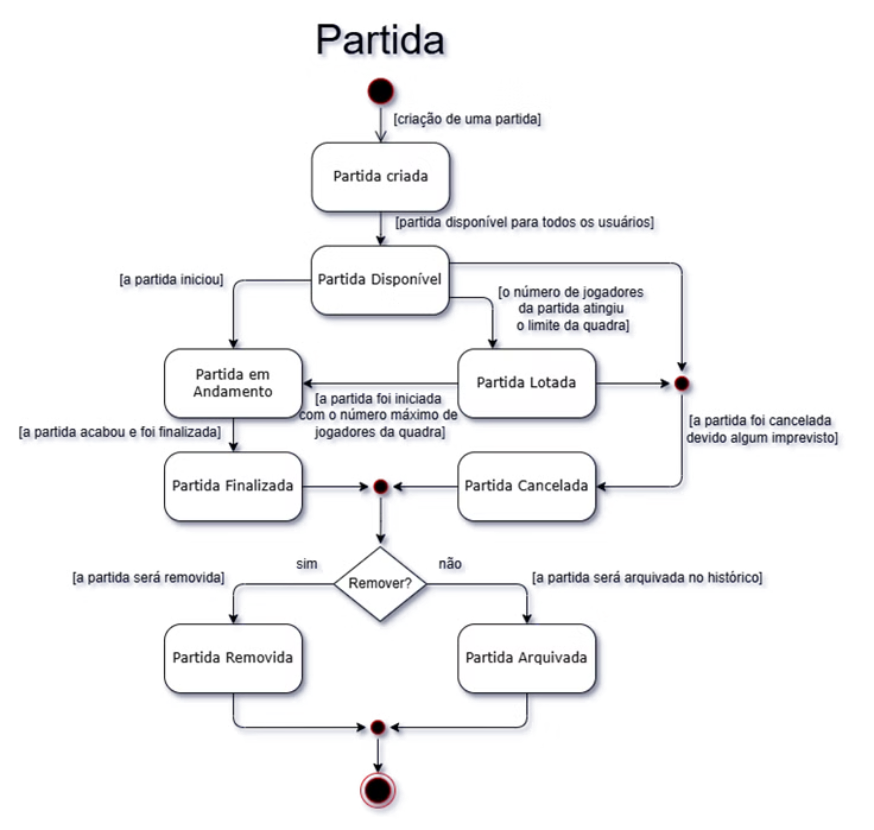 Partida
[criação de uma partida]
Partida criada
[partida disponível para todos os usuários]
Partida Disponível
[a partida iniciou]
[o número de jogadores
da partida atingiu
o limite da quadra]
Partida em
Andamento
Partida Lotada
[a partida foi iniciada
com o número máximo de
jogadores da quadra]
[a partida foi cancelada
devido algum imprevisto]
[a partida acabou e foi finalizada]
Partida Finalizada
Partida Cancelada
sim
não
Remover?
[a partida será removida]
[a partida será arquivada no histórico]
Partida Removida
Partida Arquivada